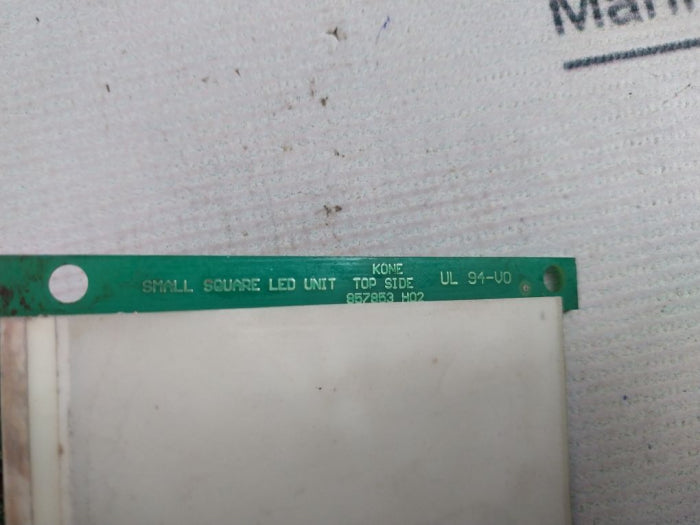 KONE
SMALL SQUARE LED UNIT TOP SIDE UL 94-V0
857853 H02